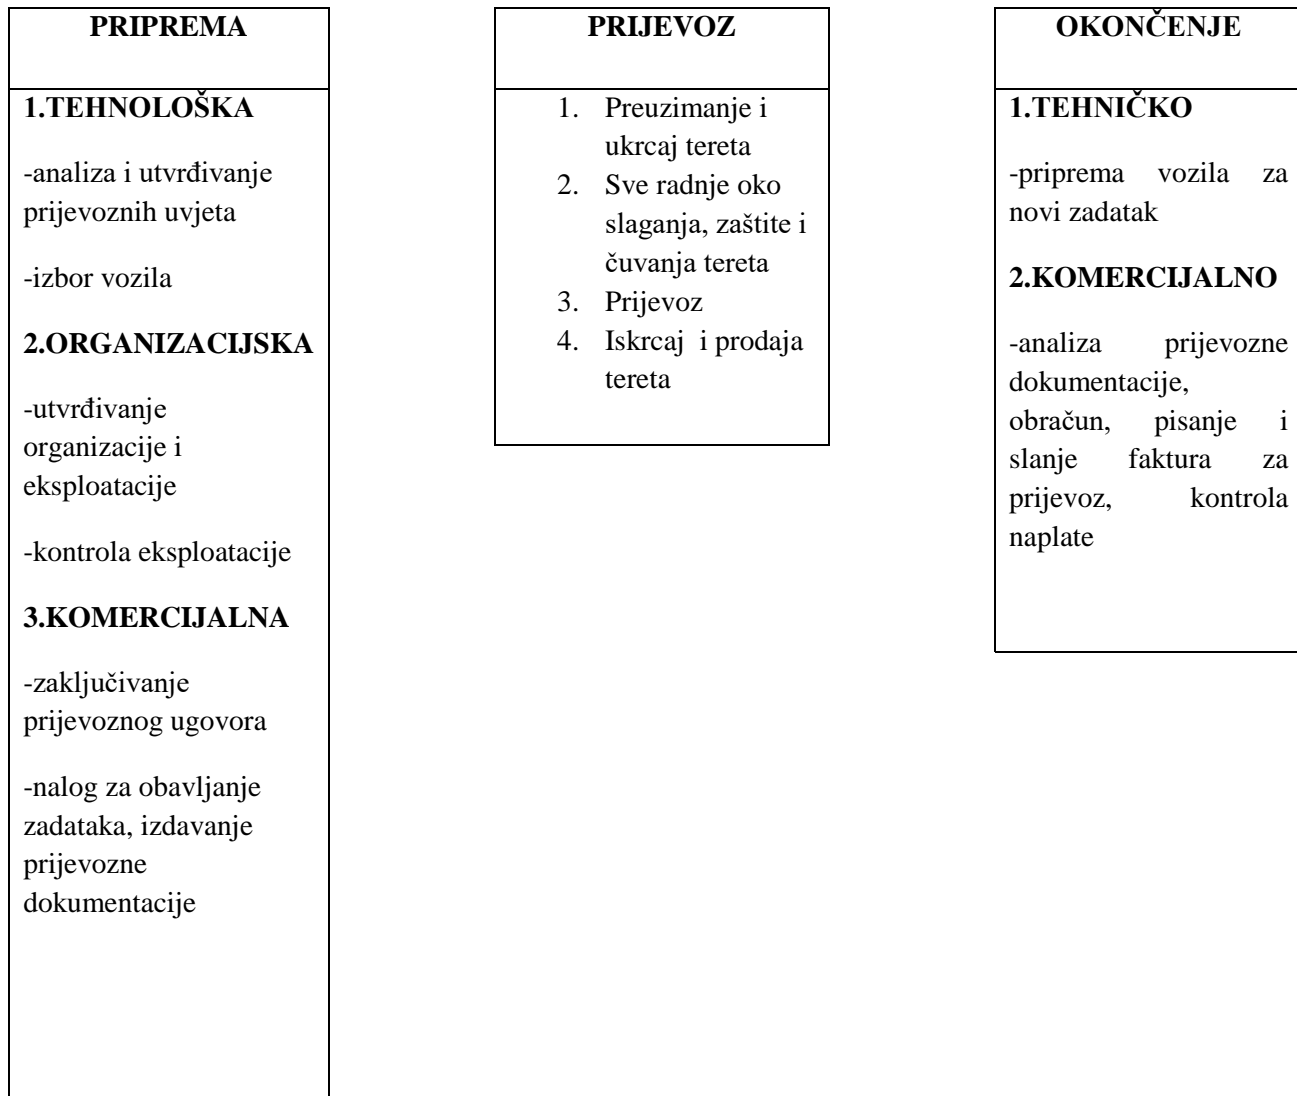 PRIPREMA
1.TEHNOLOŠKA
-analiza i utvrđivanje
prijevoznih uvjeta
-izbor vozila
2.ORGANIZACIJSKA
-utvrđivanje
organizacije i
eksploatacije
-kontrola eksploatacije
3.KOMERCIJALNA
-zaključivanje
prijevoznog ugovora
-nalog za obavljanje
zadataka, izdavanje
prijevozne
dokumentacije
PRIJEVOZ
1. Preuzimanje i
ukrcaj tereta
2. Sve radnje oko
slaganja, zaštite i
čuvanja tereta
3. Prijevoz
4. Iskrcaj i prodaja
tereta
OKONČENJE
1.TEHNIČKO
-priprema vozila za
novi zadatak
2.KOMERCIJALNO
-analiza prijevozne
dokumentacije,
obračun, pisanje i
slanje faktura za
prijevoz, kontrola
naplate